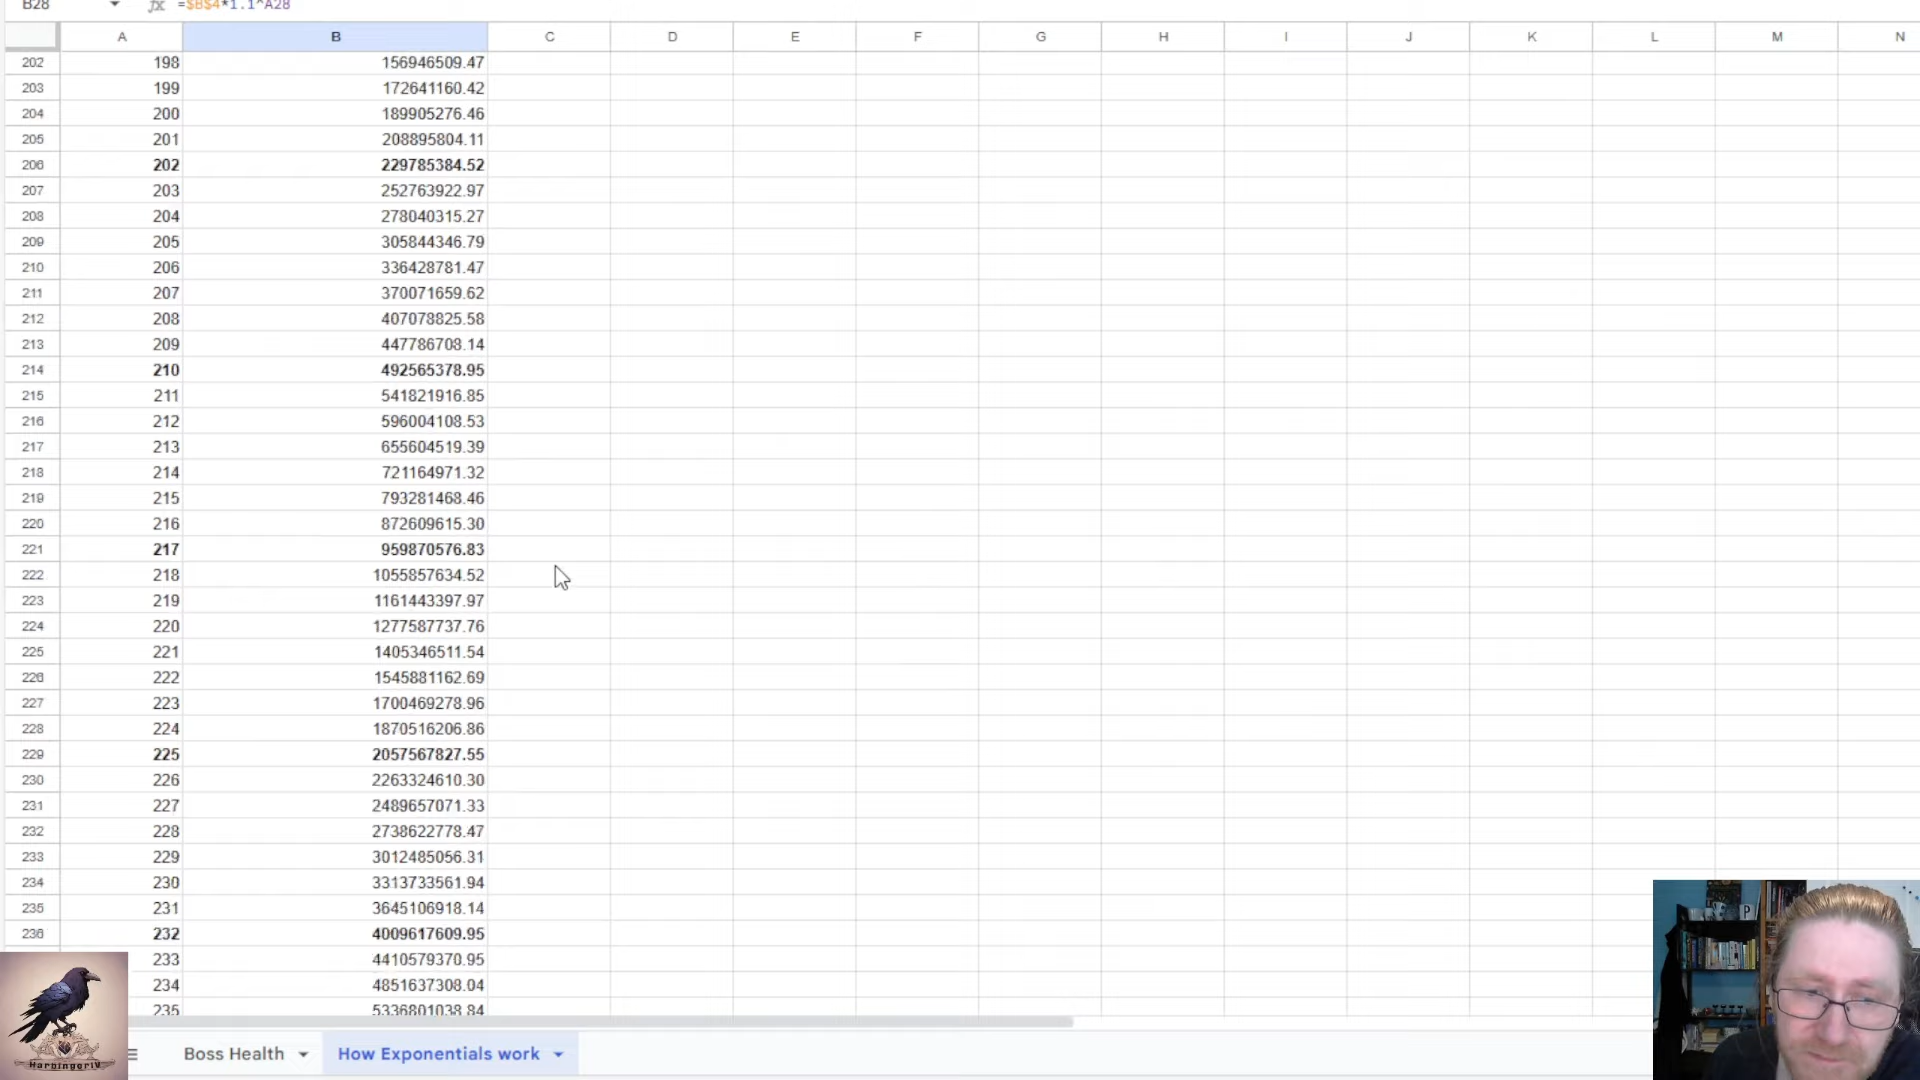 B28 fx =$B$4*1.1^A28
A B C D E F G H I J K L M N
202 198 156946509.47
203 199 172641160.42
204 200 189905276.46
205 201 208895804.11
206 202 229785384.52
207 203 252763922.97
208 204 278040315.27
209 205 305844346.79
210 206 336428781.47
211 207 370071659.62
212 208 407078825.58
213 209 447786708.14
214 210 492565378.95
215 211 541821916.85
216 212 596004108.53
217 213 655604519.39
218 214 721164971.32
219 215 793281468.46
220 216 872609615.30
221 217 959870576.83
222 218 1055857634.52
223 219 1161443397.97
224 220 1277587737.76
225 221 1405346511.54
226 222 1545881162.69
227 223 1700469278.96
228 224 1870516206.86
229 225 2057567827.55
230 226 2263324610.30
231 227 2489657071.33
232 228 2738622778.47
233 229 3012485056.31
234 230 3313733561.94
235 231 3645106918.14
236 232 4009617609.95
233 4410579370.95
234 4851637308.04
235 5336801038.84
Boss Health How Exponentials work
HarbingerIV
P